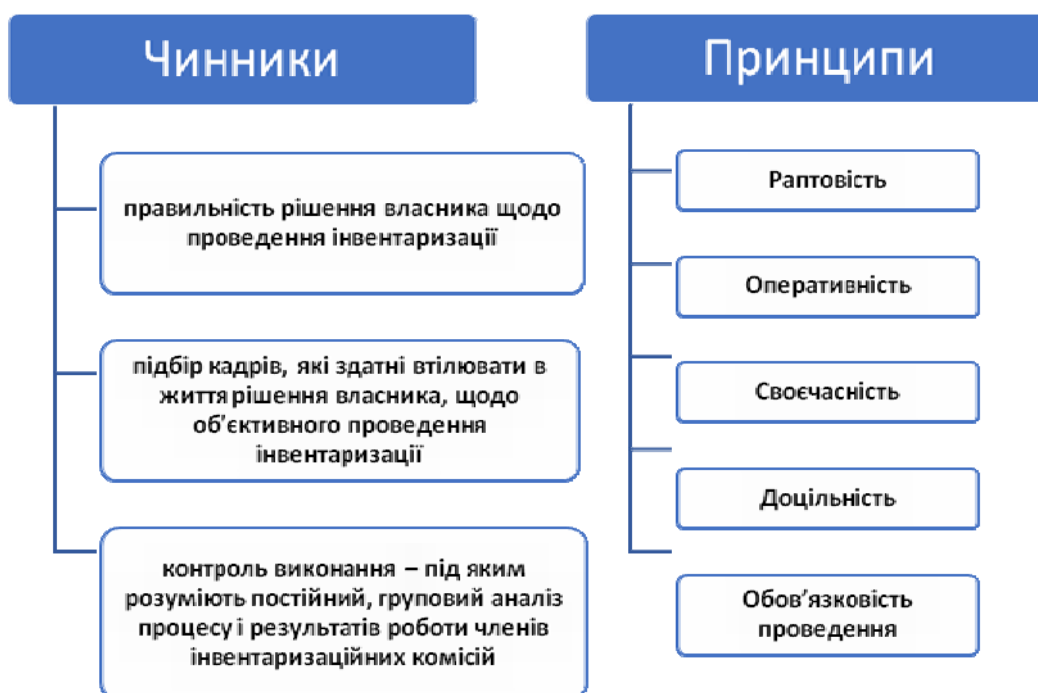 Чинники
правильність рішення власника щодо
проведення інвентаризації
підбір кадрів, які здатні втілювати в
життя рішення власника, щодо
об’єктивного проведення
інвентаризації
контроль виконання – під яким
розуміють постійний, груповий аналіз
процесу і результатів роботи членів
інвентаризаційних комісій
Принципи
Раптовість
Оперативність
Своєчасність
Доцільність
Обов’язковість
проведення